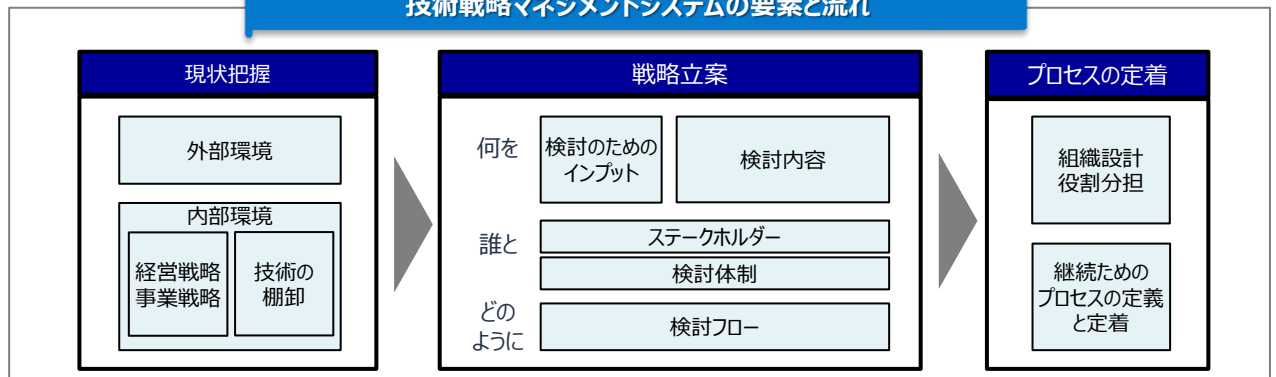 技術戦略マネジメントシステムの要素と流れ
現状把握
外部環境
内部環境
経営戦略
事業戦略
技術の
棚卸
戦略立案
何を
検討のための
インプット
検討内容
誰と
ステークホルダー
検討体制
どの
ように
検討フロー
プロセスの定着
組織設計
役割分担
継続ための
プロセスの定義
と定着